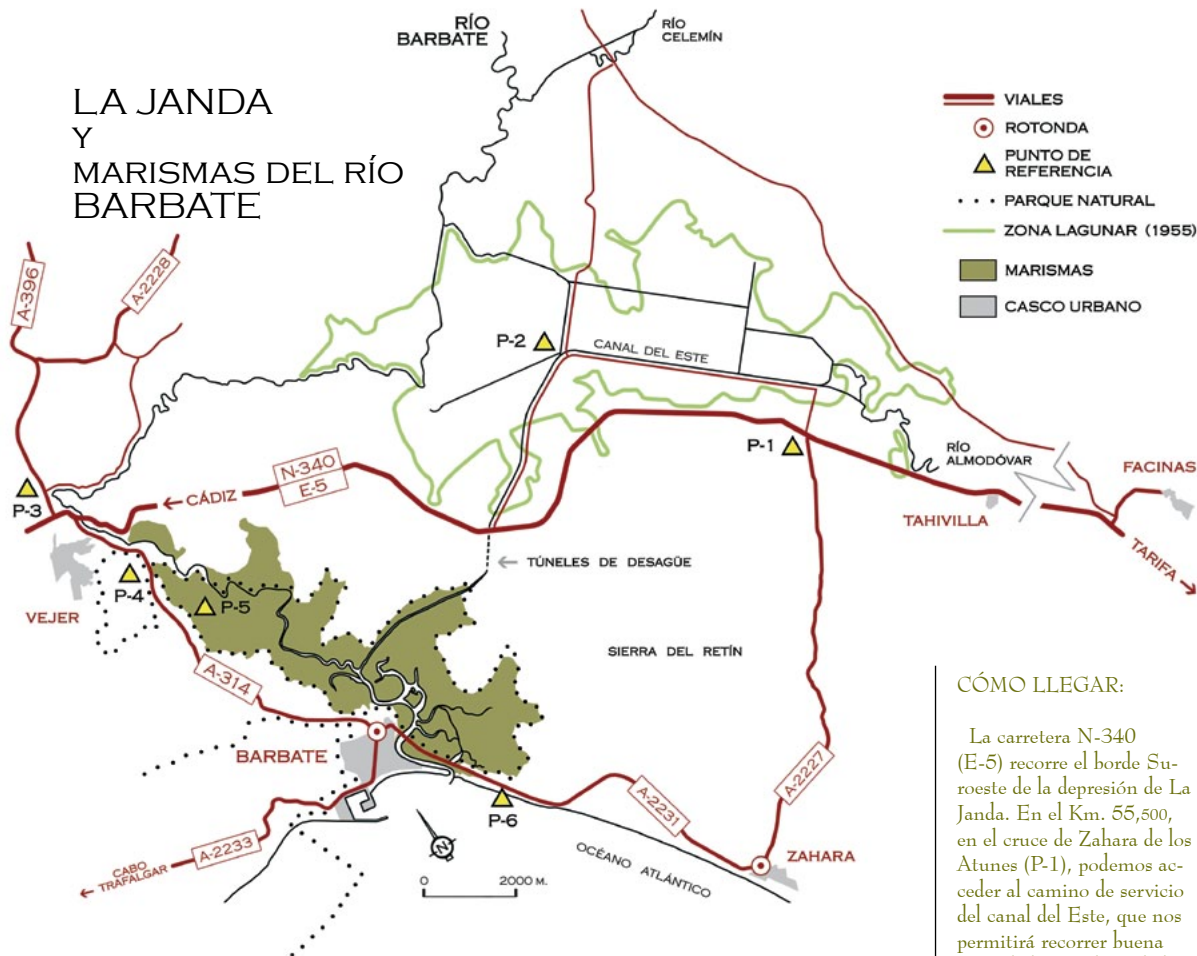 LA JANDA
Y
MARISMAS DEL RÍO
BARBATE
RÍO
BARBATE
RÍO
CELEMÍN
VIALES
ROTONDA
PUNTO DE
REFERENCIA
PARQUE NATURAL
ZONA LAGUNAR (1955)
MARISMAS
CASCO URBANO
A-396
A-2228
P-2
CANAL DEL ESTE
P-1
RÍO
ALMODÓVAR
FACINAS
TAHIVILLA
TARIFA →
P-3
← CÁDIZ
N-340
E-5
← TÚNELES DE DESAGÜE
VEJER
P-4
P-5
SIERRA DEL RETÍN
A-314
BARBATE
A-2227
A-2231
P-6
ZAHARA
A-2233
← CABO
TRAFALGAR
N
0 2000 M.
OCÉANO ATLÁNTICO
CÓMO LLEGAR:
La carretera N-340
(E-5) recorre el borde Su-
roeste de la depresión de La
Janda. En el Km. 55,500,
en el cruce de Zahara de los
Atunes (P-1), podemos ac-
ceder al camino de servicio
del canal del Este, que nos
permitirá recorrer buena